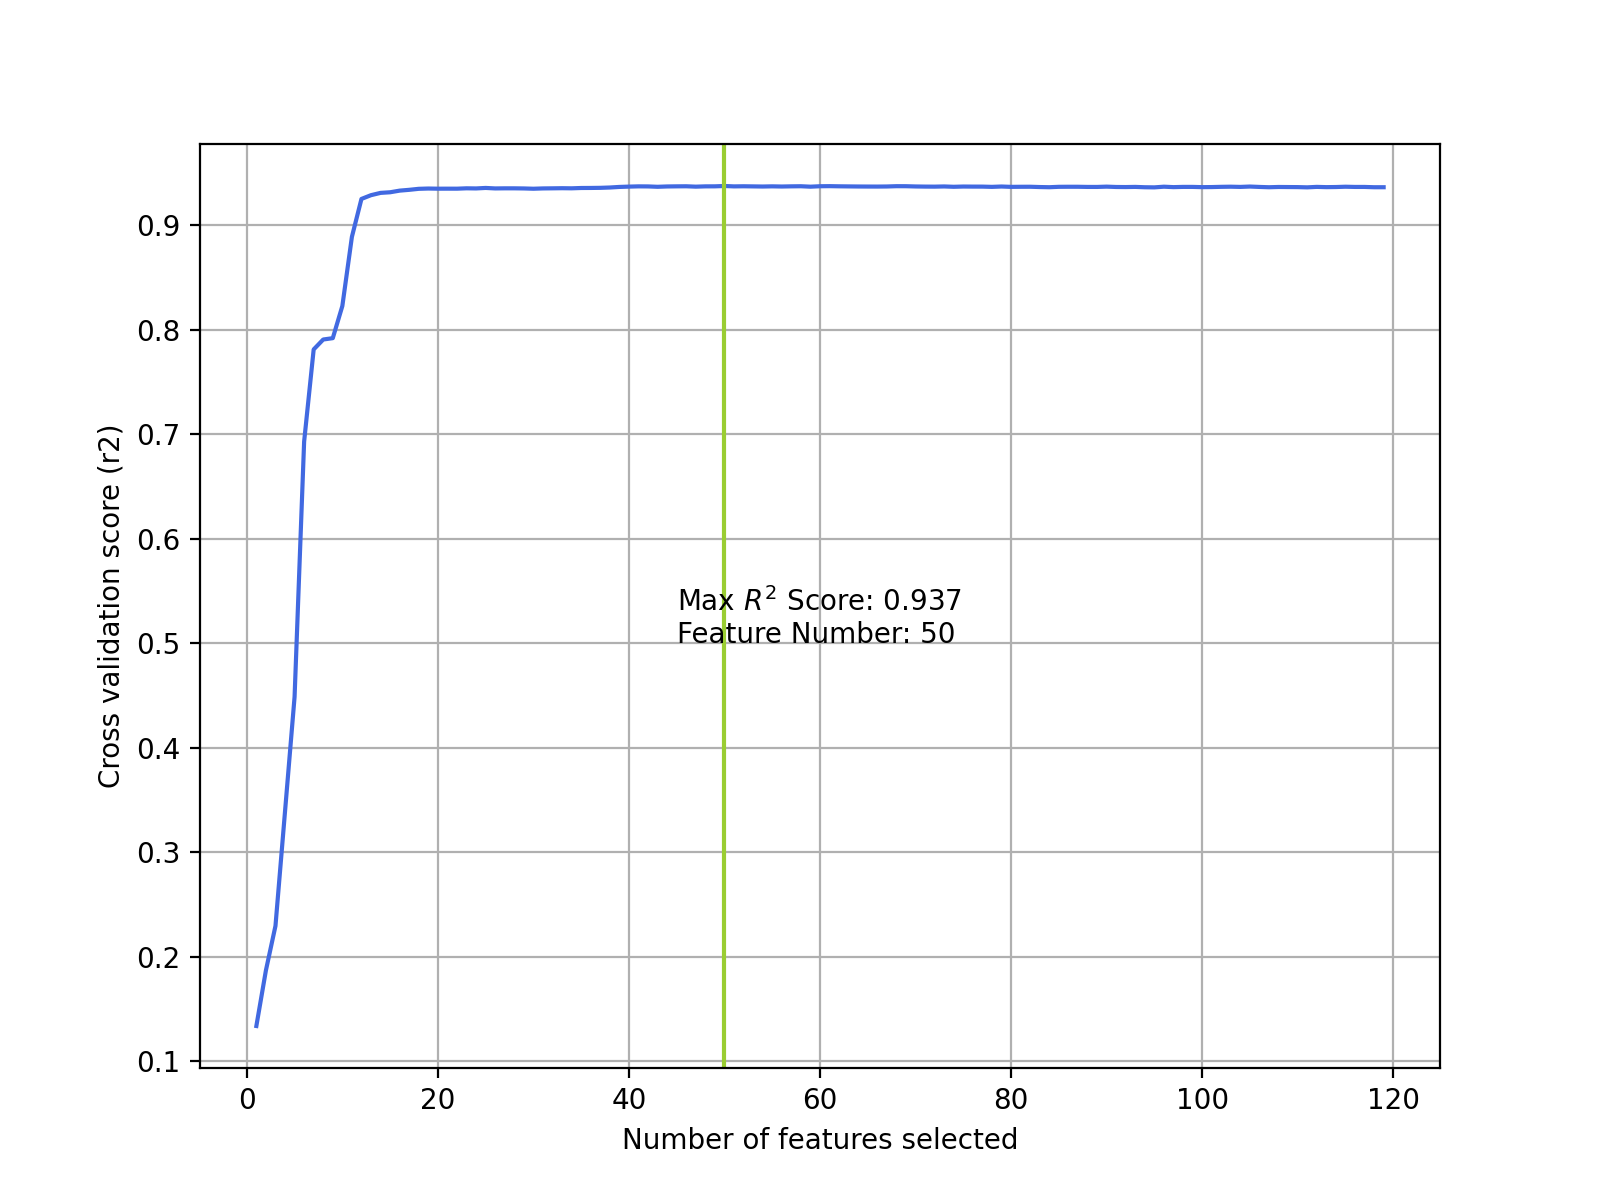 0.9
0.8
0.7
0.6
0.5
0.4
0.3
0.2
0.1
Cross validation score (r2)
Max R² Score: 0.937
Feature Number: 50
0 20 40 60 80 100 120
Number of features selected